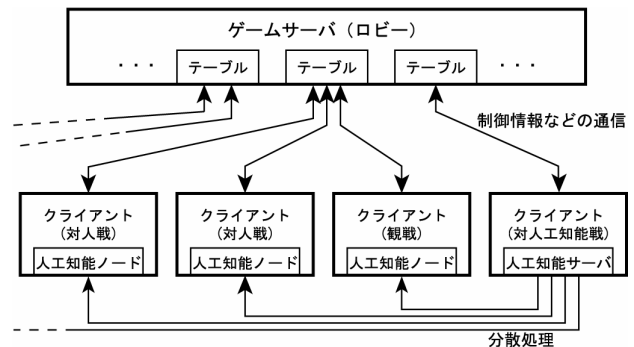 ゲームサーバ（ロビー）
・・・ テーブル テーブル テーブル ・・・
制御情報などの通信
クライアント クライアント クライアント クライアント
(対人戦) (対人戦) (観戦) (対人工知能戦)
人工知能ノード 人工知能ノード 人工知能ノード 人工知能サーバ
分散処理